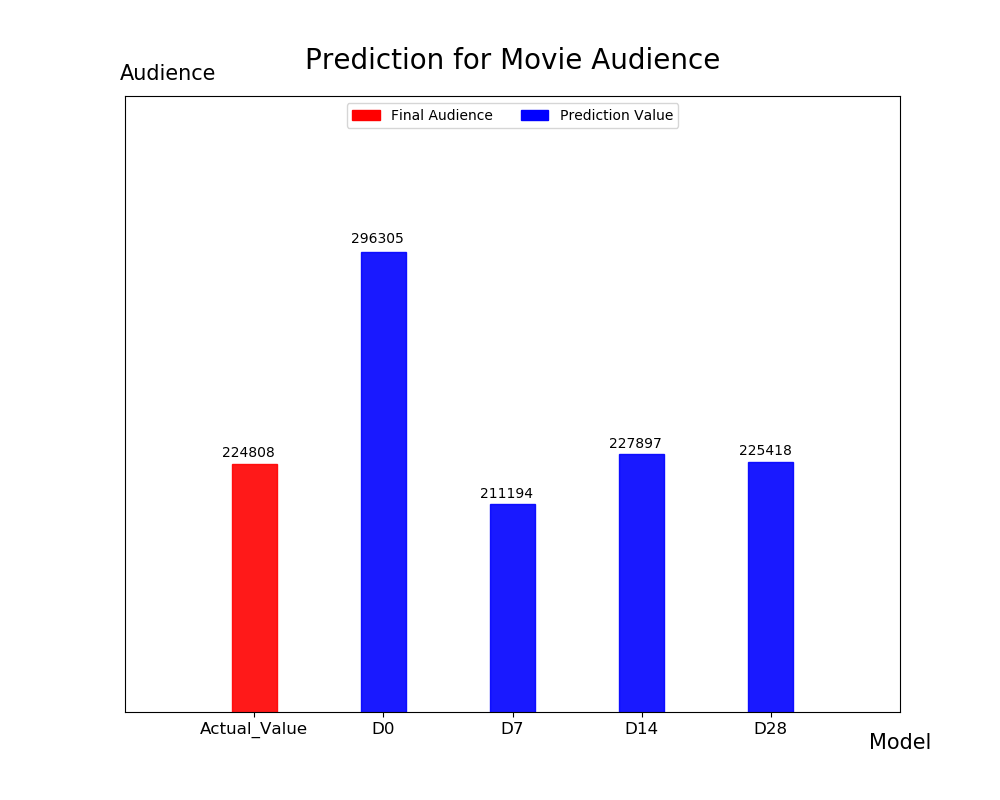 Prediction for Movie Audience
Audience
Final Audience
Prediction Value
296305
227897
224808
225418
211194
Actual_Value
D0
D7
D14
D28
Model